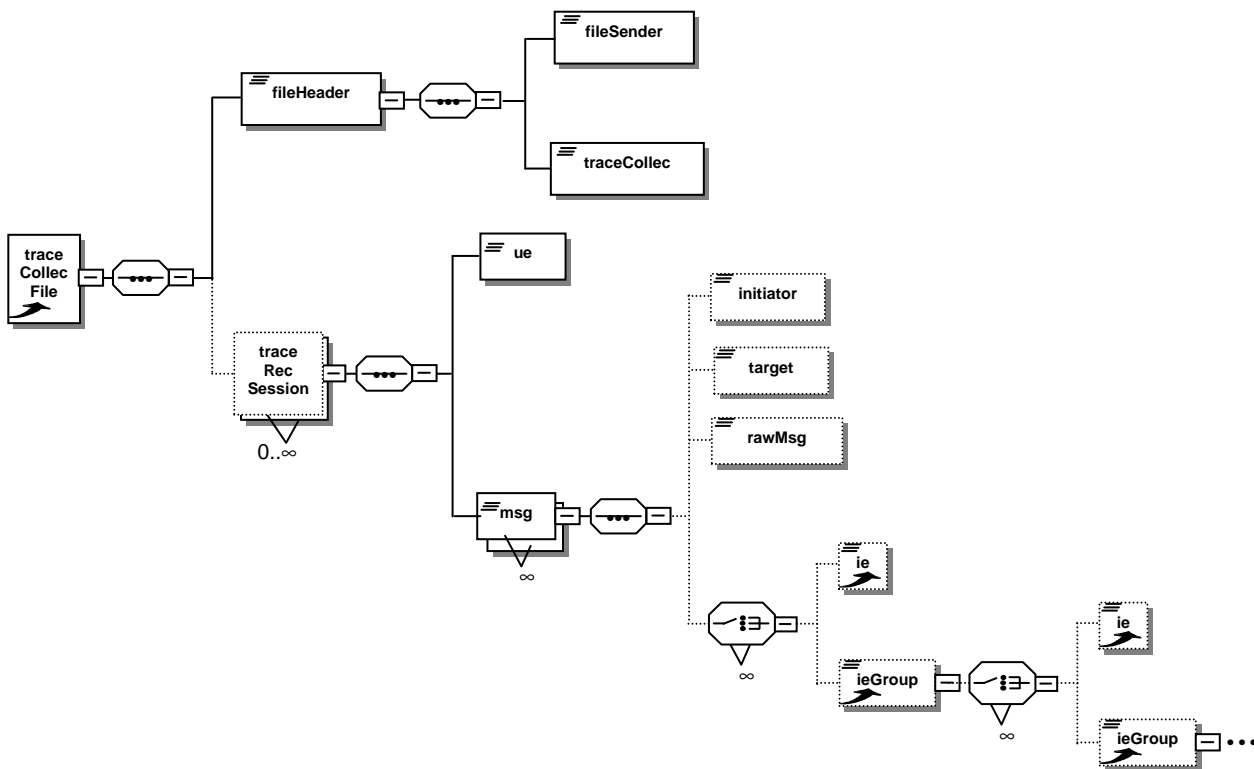 fileSender
fileHeader
traceCollec
trace
Collec
File
ue
initiator
trace
Rec
Session
target
rawMsg
0..∞
msg
∞
ie
∞
ieGroup
ie
∞
ieGroup